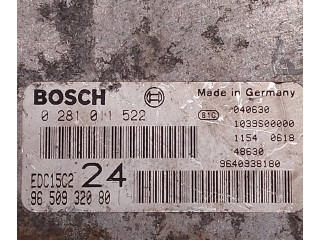 BOSCH
Made in Germany
0 281 011 522
040630
1039S00000
1154 0618
48630
9640938180
EDC15C2 24
96 509 320 80